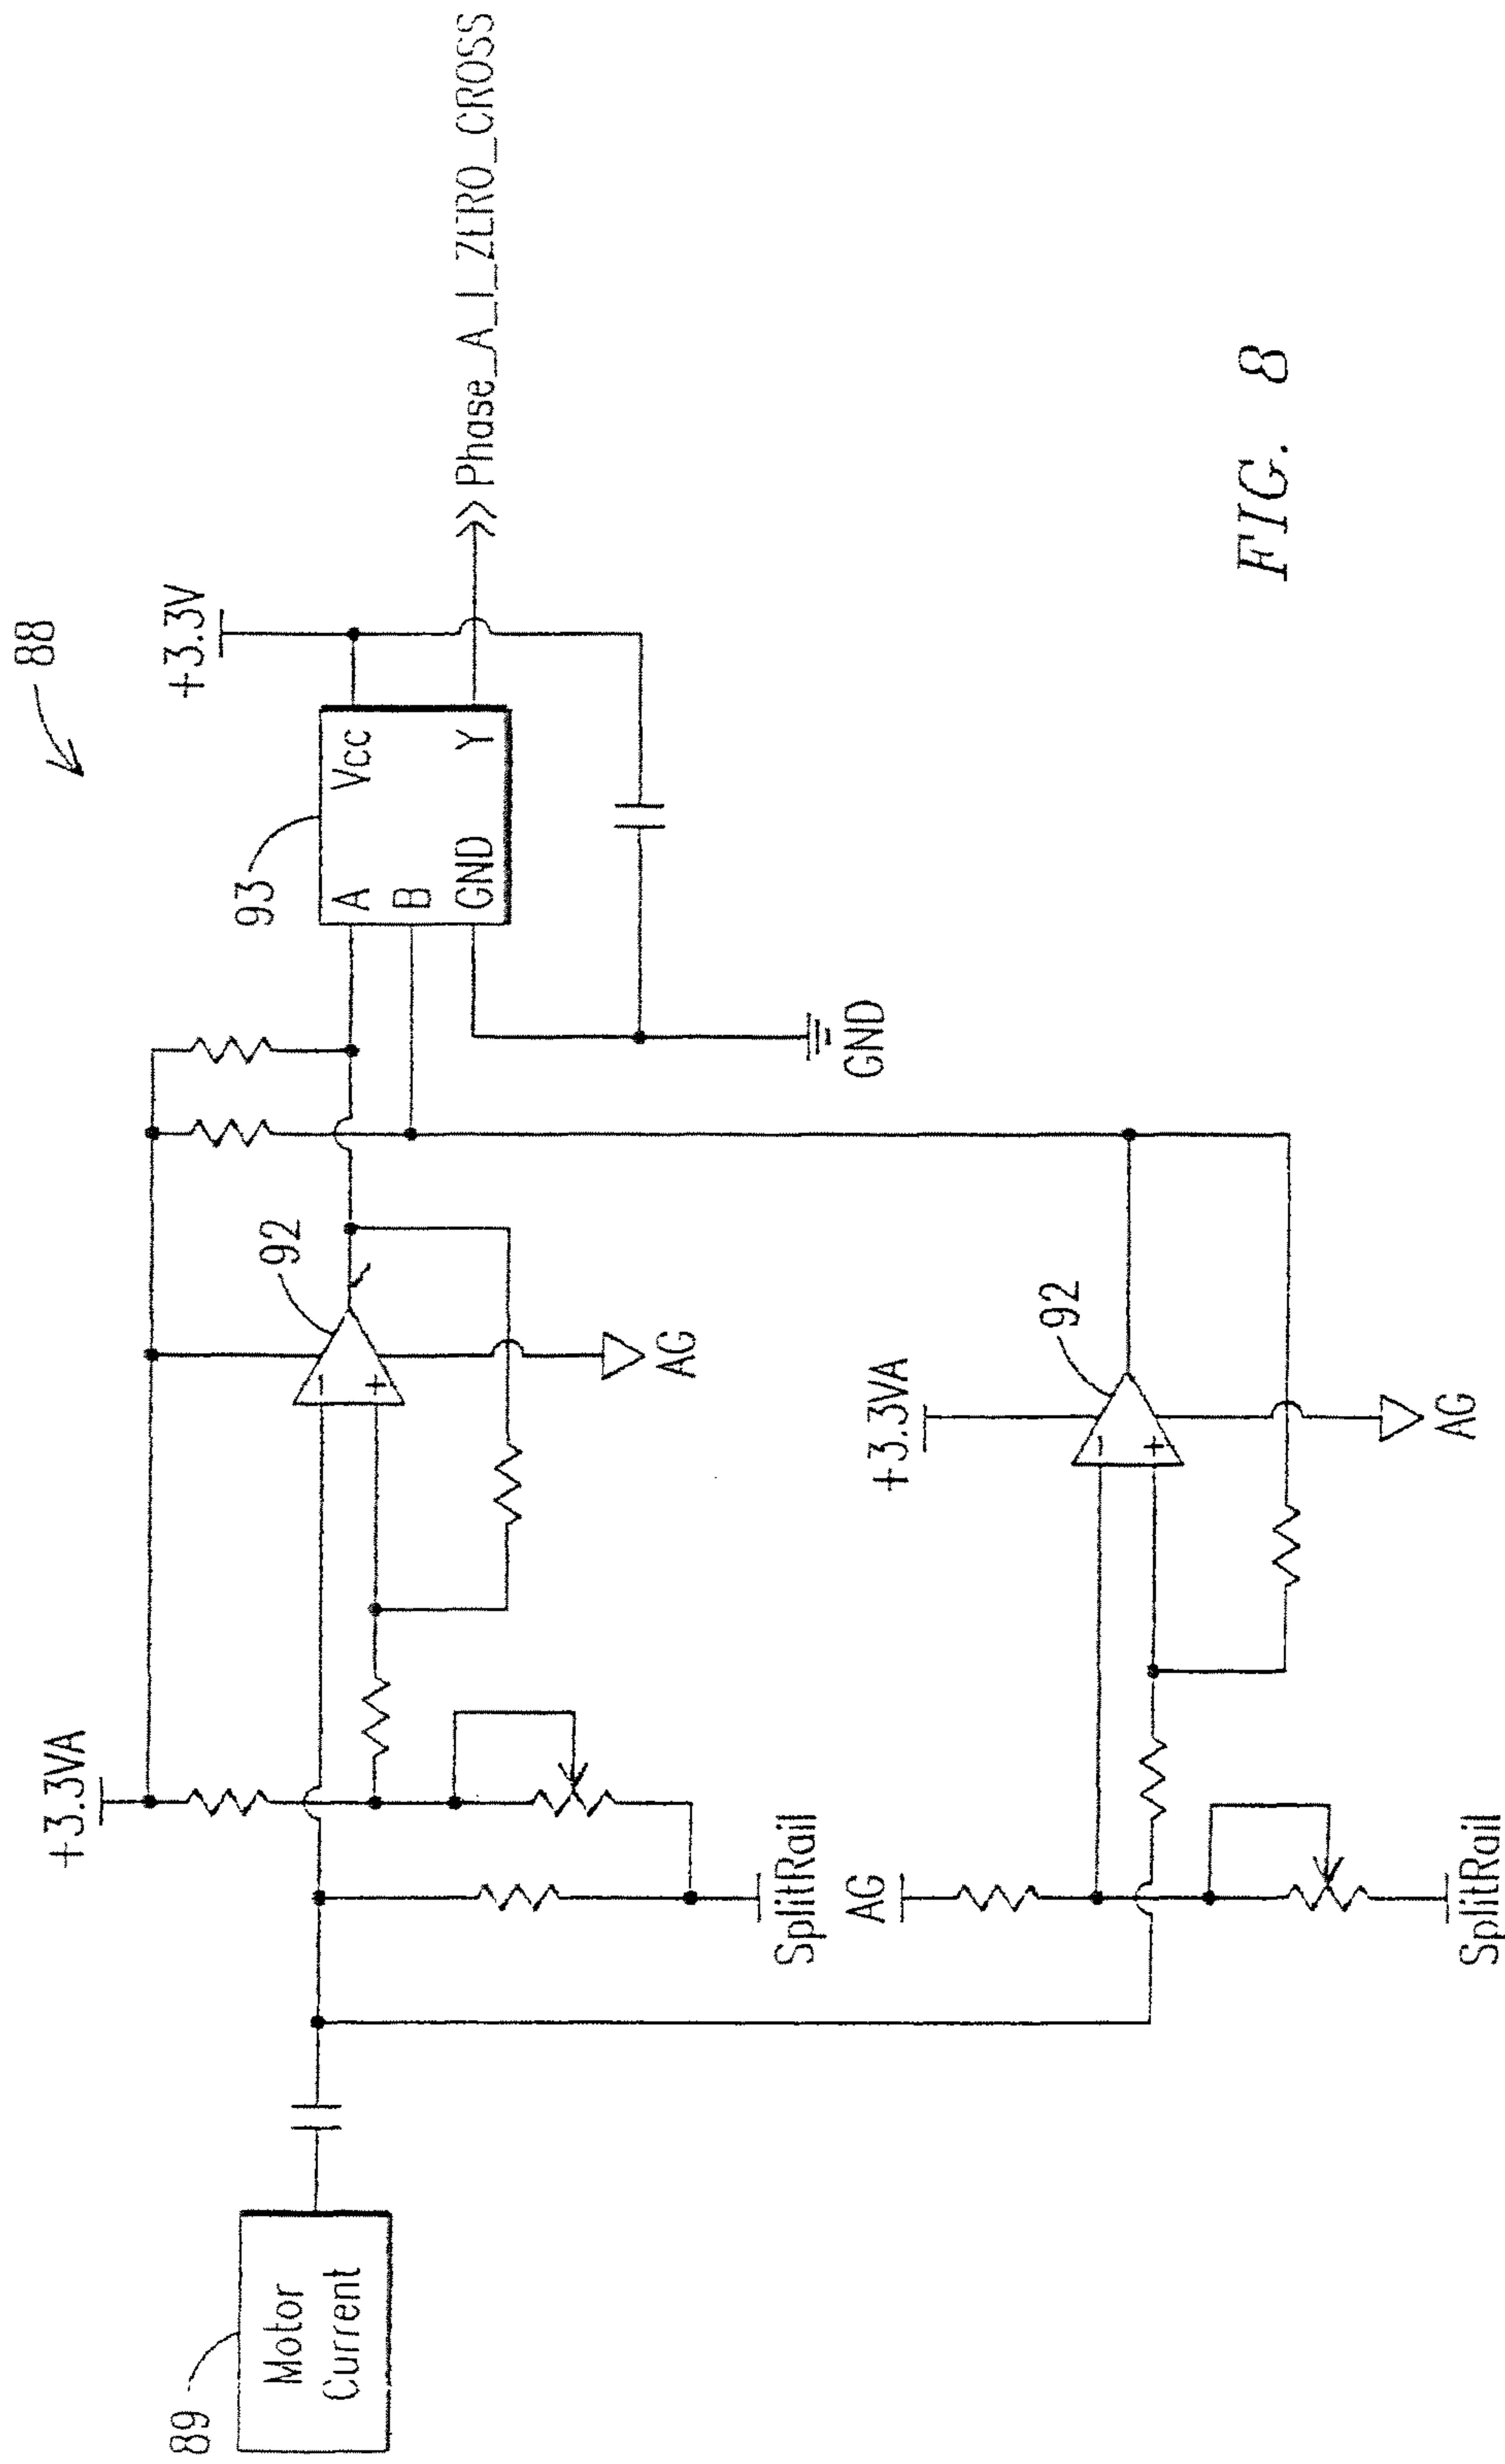 88
+3.3VA
+3.3V
93
A
Vcc
B
GND
Y
92
-
+
89
Motor
Current
AG
>>Phase_A_I_ZERO_CROSS
GND
SplitRail
AG
+3.3VA
92
-
+
AG
SplitRail
FIG. 8